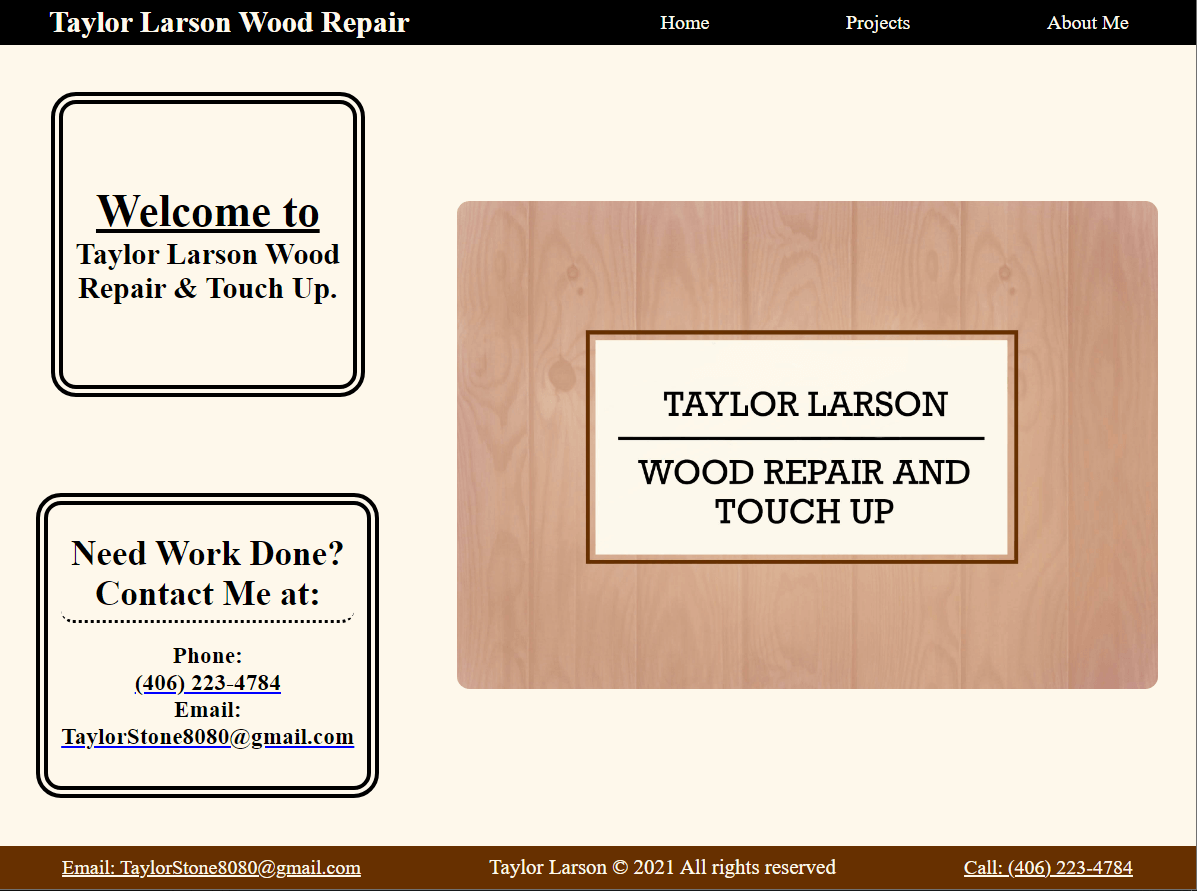 Taylor Larson Wood Repair
Home
Projects
About Me
Welcome to
Taylor Larson Wood
Repair & Touch Up.
Need Work Done?
Contact Me at:
Phone:
(406) 223-4784
Email:
TaylorStone8080@gmail.com
TAYLOR LARSON
WOOD REPAIR AND
TOUCH UP
Email: TaylorStone8080@gmail.com
Taylor Larson © 2021 All rights reserved
Call: (406) 223-4784